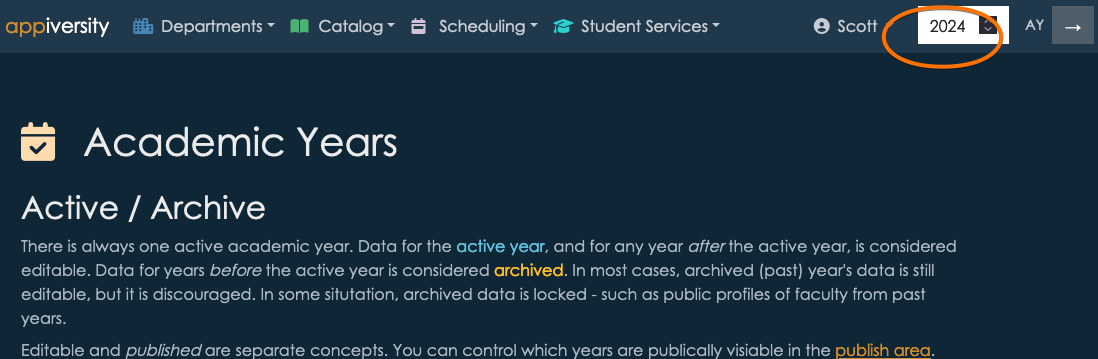 appiversity Departments Catalog Scheduling Student Services Scott 2024 AY →
Academic Years
Active / Archive
There is always one active academic year. Data for the active year, and for any year after the active year, is considered
editable. Data for years before the active year is considered archived. In most cases, archived (past) year's data is still
editable, but it is discouraged. In some situtation, archived data is locked - such as public profiles of faculty from past
years.
Editable and published are separate concepts. You can control which years are publically visiable in the publish area.